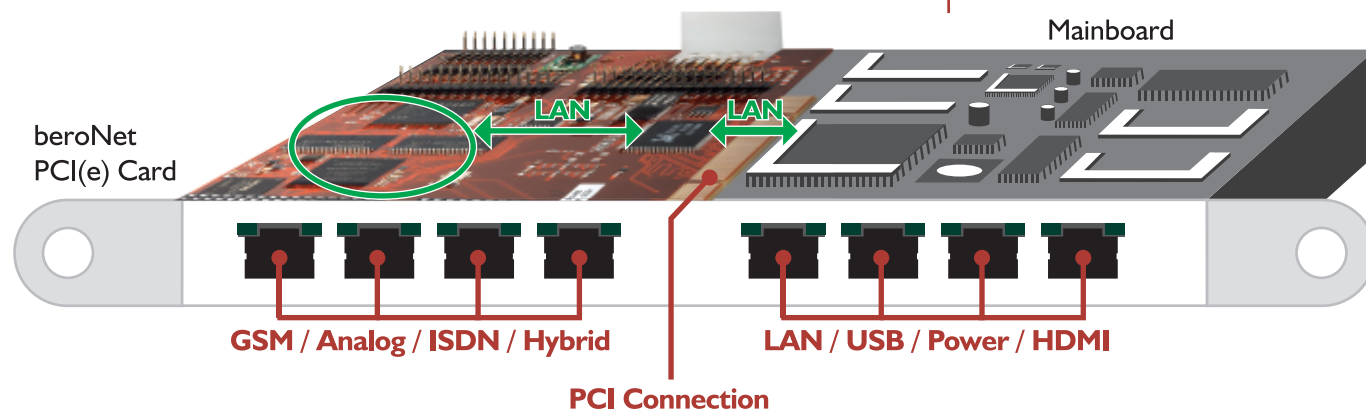 Mainboard
beroNet
PCI(e) Card
LAN
LAN
GSM / Analog / ISDN / Hybrid
LAN / USB / Power / HDMI
PCI Connection